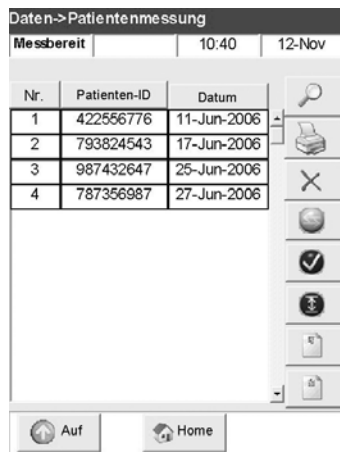 Daten->Patientenmessung
Messbereit 10:40 12-Nov
Nr. Patienten-ID Datum
1 422556776 11-Jun-2006
2 793824543 17-Jun-2006
3 987432647 25-Jun-2006
4 787356987 27-Jun-2006
Auf Home